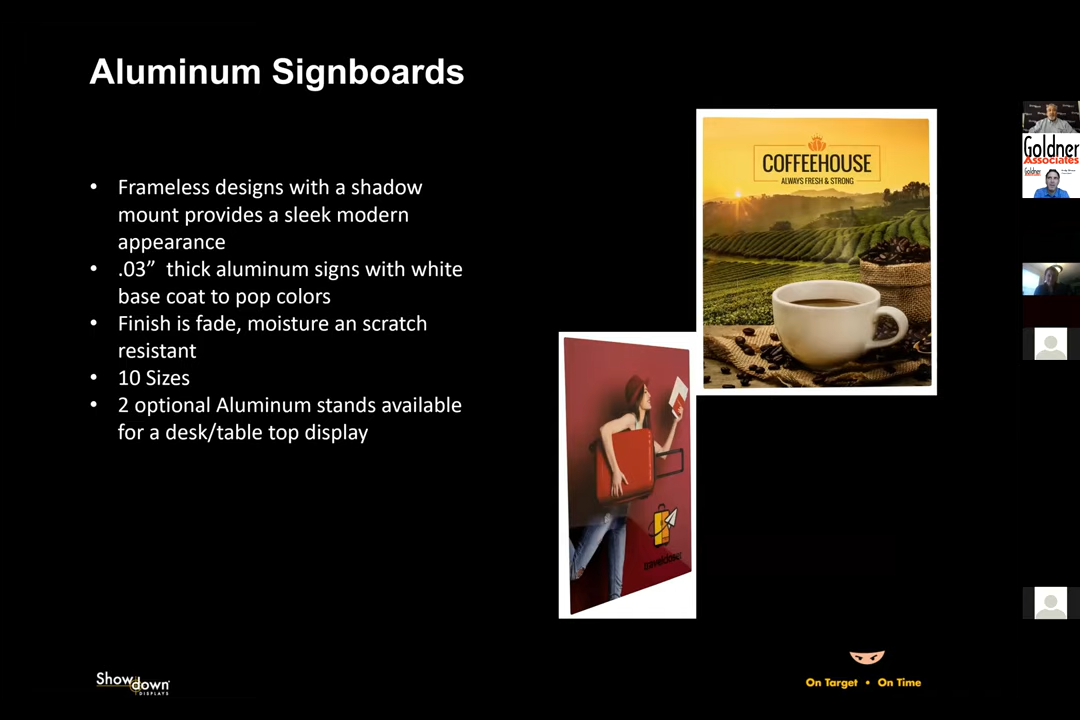 Aluminum Signboards
• Frameless designs with a shadow
mount provides a sleek modern
appearance
• .03” thick aluminum signs with white
base coat to pop colors
• Finish is fade, moisture an scratch
resistant
• 10 Sizes
• 2 optional Aluminum stands available
for a desk/table top display
COFFEEHOUSE
ALWAYS FRESH & STRONG
Goldner
Associates
Goldner
Showdown
DISPLAYS
On Target • On Time